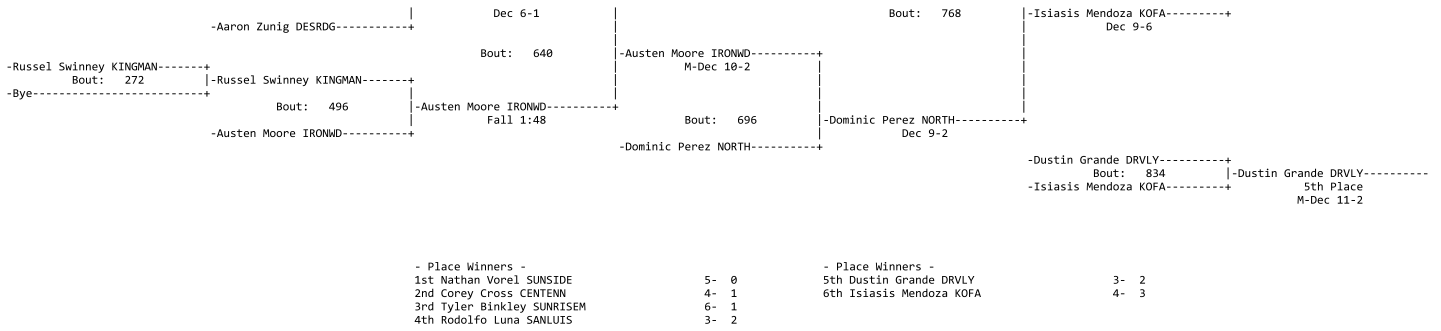 | Dec 6-1 | Bout: 768 |-Isiasis Mendoza KOFA---------+
-Aaron Zunig DESRDG-----------+ | | Dec 9-6
| |
Bout: 640 |-Austen Moore IRONWD----------+ |
-Russel Swinney KINGMAN-------+ | M-Dec 10-2 | |
Bout: 272 |-Russel Swinney KINGMAN-------+ | | |
-Bye--------------------------+ | | | |
Bout: 496 |-Austen Moore IRONWD----------+ | |
| Fall 1:48 Bout: 696 |-Dominic Perez NORTH----------+
-Austen Moore IRONWD----------+ | Dec 9-2
-Dominic Perez NORTH----------+
-Dustin Grande DRVLY----------+
Bout: 834 |-Dustin Grande DRVLY----------
-Isiasis Mendoza KOFA---------+ 5th Place
M-Dec 11-2
- Place Winners - - Place Winners -
1st Nathan Vorel SUNSIDE 5- 0 5th Dustin Grande DRVLY 3- 2
2nd Corey Cross CENTENN 4- 1 6th Isiasis Mendoza KOFA 4- 3
3rd Tyler Binkley SUNRISEM 6- 1
4th Rodolfo Luna SANLUIS 3- 2